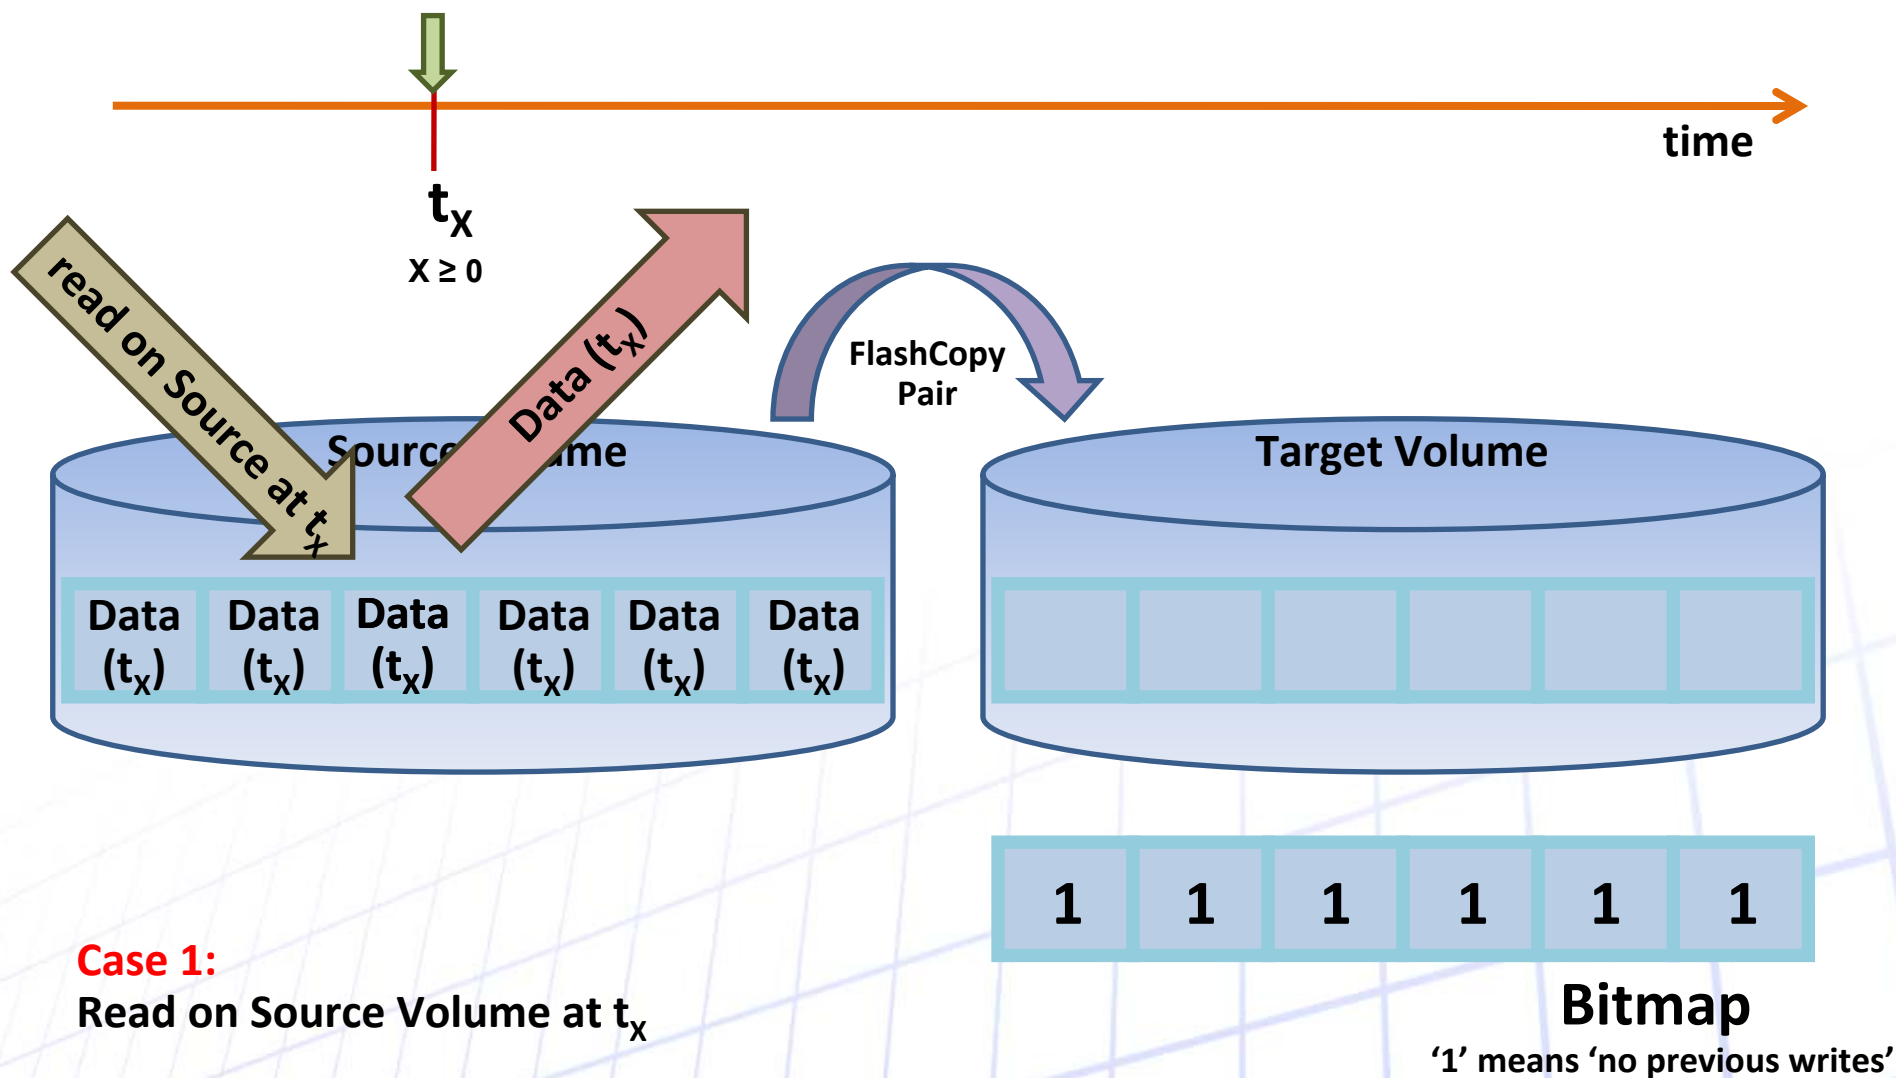 time
tX
X ≥ 0
read on Source at tX
Data (tX)
FlashCopy
Pair
Source ume
Target Volume
Data Data Data Data Data Data
(tX) (tX) (tX) (tX) (tX) (tX)
1 1 1 1 1 1
Case 1:
Read on Source Volume at tX
Bitmap
‘1’ means ‘no previous writes’